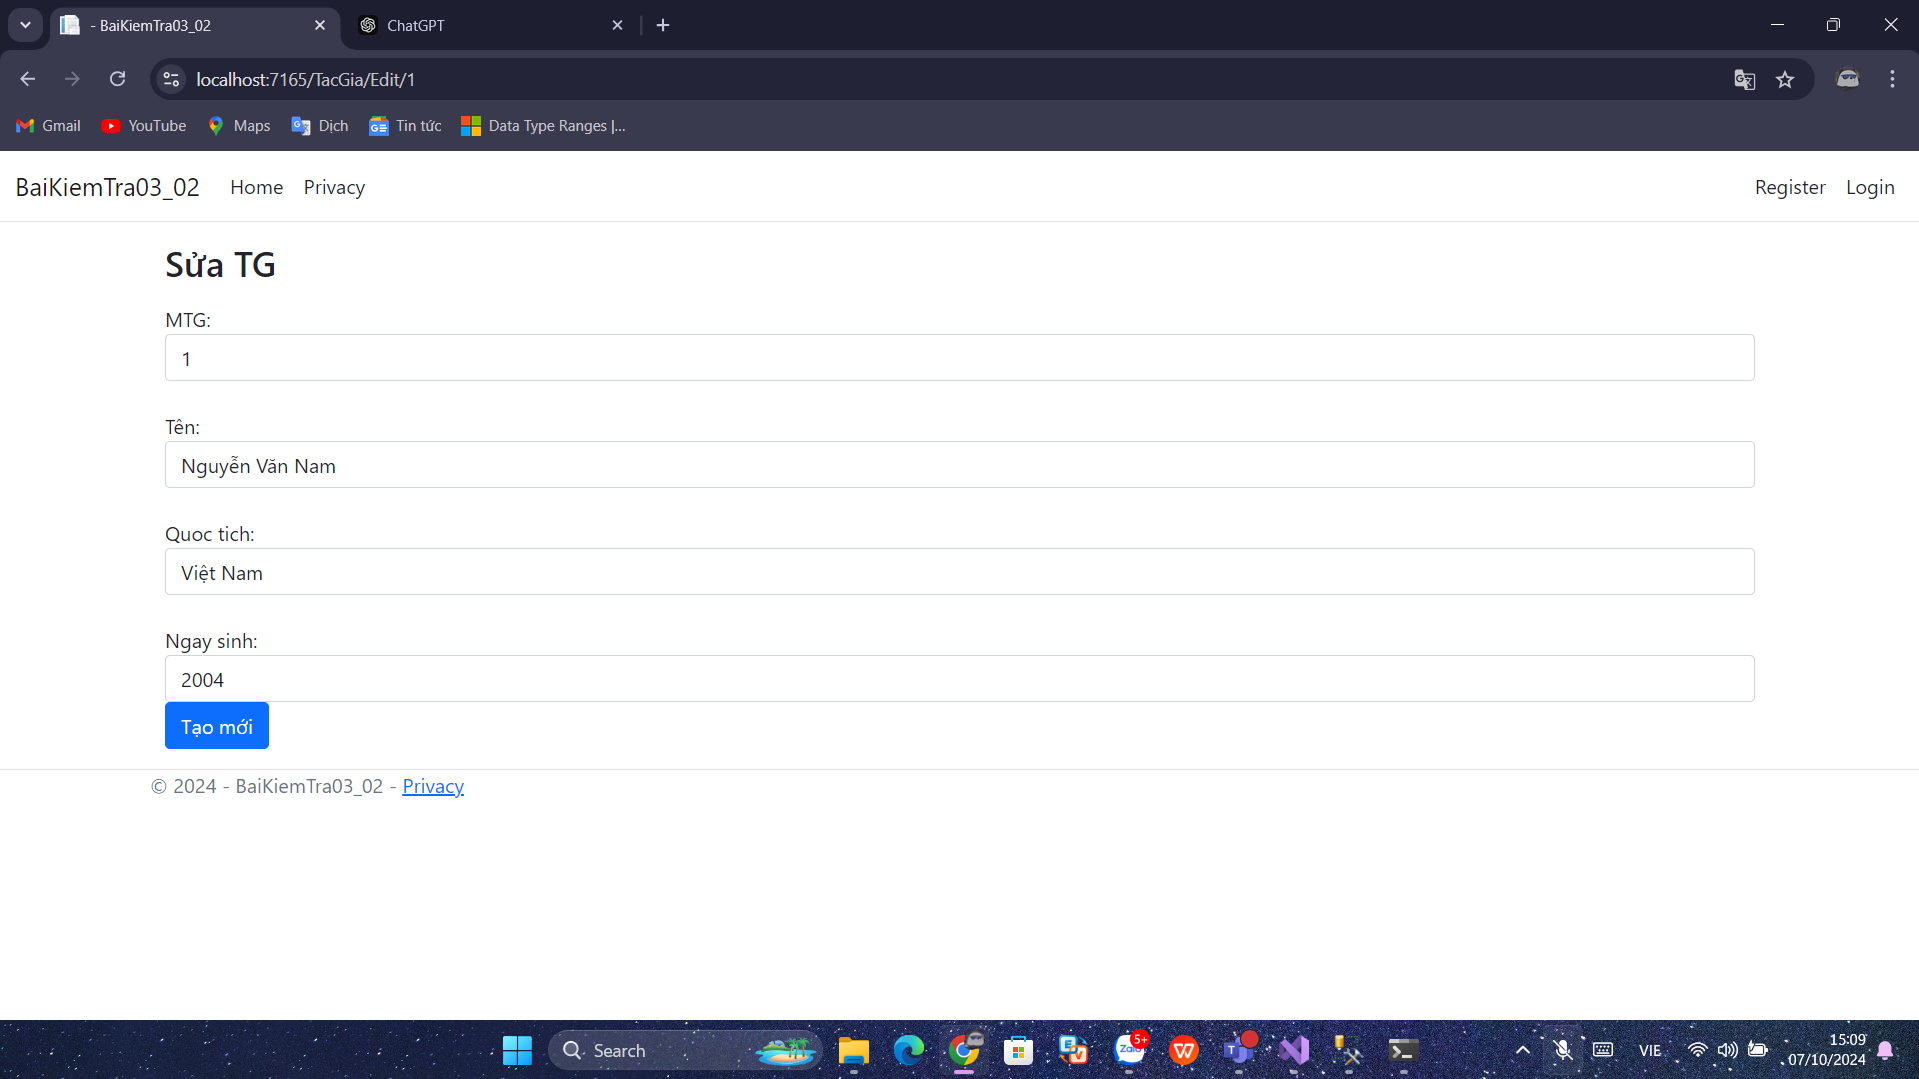 - BaiKiemTra03_02
ChatGPT
localhost:7165/TacGia/Edit/1
Gmail
YouTube
Maps
Dịch
Tin tức
Data Type Ranges |...
BaiKiemTra03_02
Home
Privacy
Register
Login
Sửa TG
MTG:
1
Tên:
Nguyễn Văn Nam
Quoc tich:
Việt Nam
Ngay sinh:
2004
Tạo mới
© 2024 - BaiKiemTra03_02 - Privacy
Search
Zalo
5+
VIE
15:09
07/10/2024